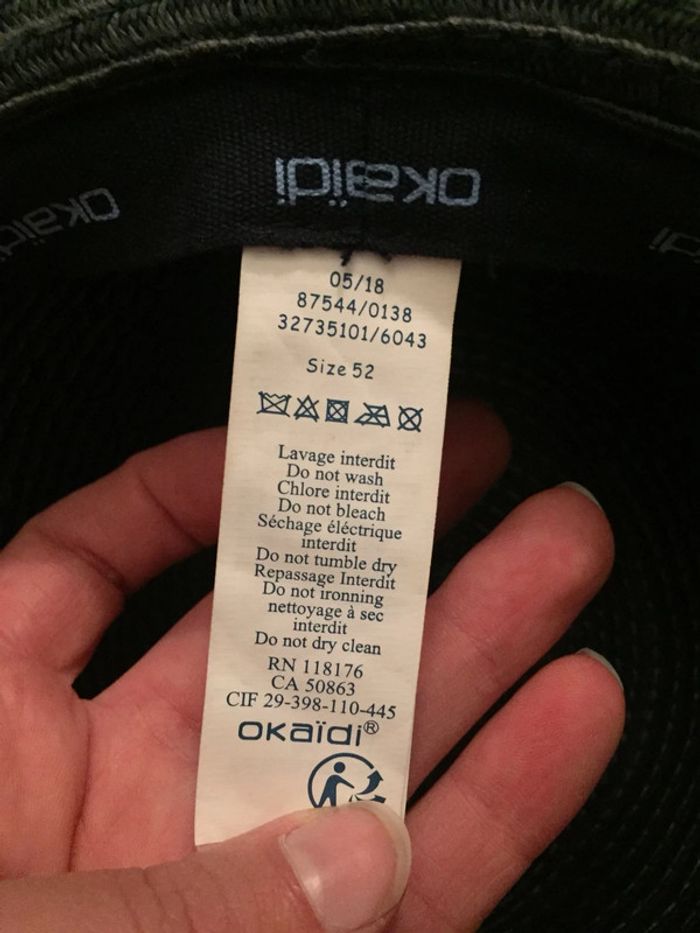 okaïdi
okaïdi
05/18
87544/0138
32735101/6043
Size 52
Lavage interdit
Do not wash
Chlore interdit
Do not bleach
Séchage éléctrique
interdit
Do not tumble dry
Repassage Interdit
Do not ironning
nettoyage à sec
interdit
Do not dry clean
RN 118176
CA 50863
CIF 29-398-110-445
okaïdi®